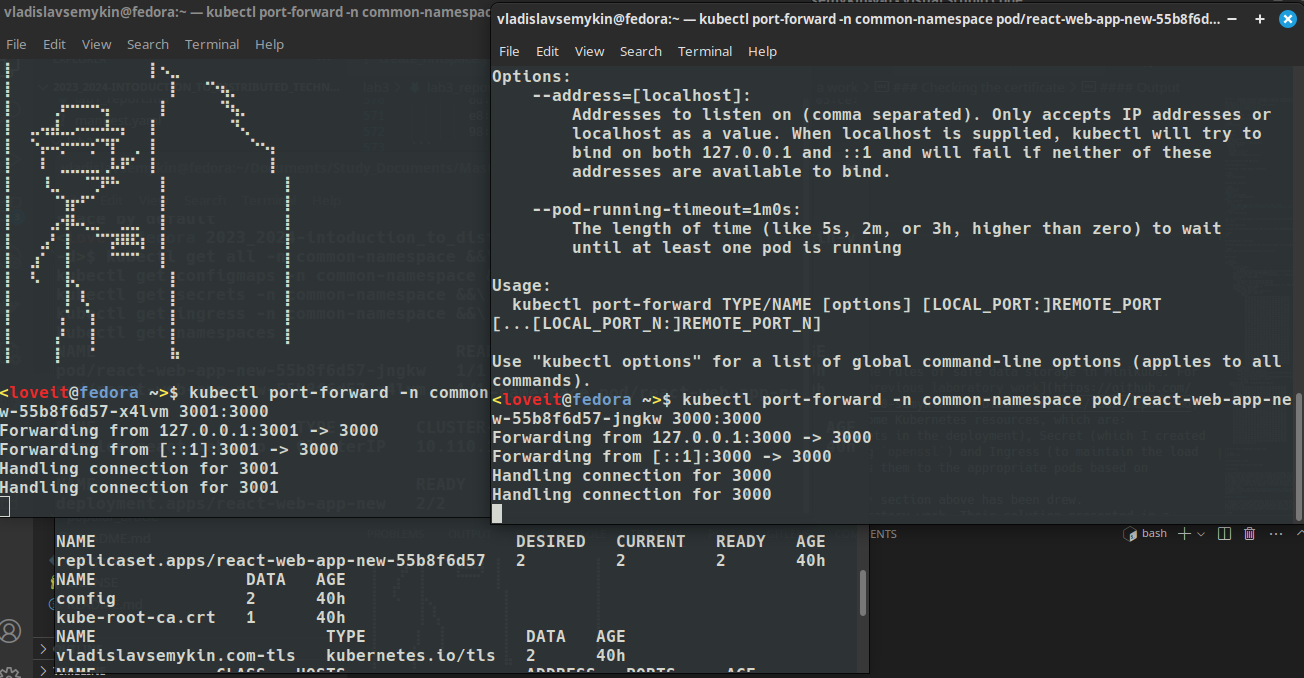 vladislavsemykin@fedora:~ — kubectl port-forward -n common-namespac
File Edit View Search Terminal Help
<loveit@fedora ~>$ kubectl port-forward -n common
w-55b8f6d57-x4lvm 3001:3000
Forwarding from 127.0.0.1:3001 -> 3000
Forwarding from [::1]:3001 -> 3000
Handling connection for 3001
Handling connection for 3001
vladislavsemykin@fedora:~ — kubectl port-forward -n common-namespace pod/react-web-app-new-55b8f6d...
File Edit View Search Terminal Help
Options:
--address=[localhost]:
Addresses to listen on (comma separated). Only accepts IP addresses or
localhost as a value. When localhost is supplied, kubectl will try to
bind on both 127.0.0.1 and ::1 and will fail if neither of these
addresses are available to bind.
--pod-running-timeout=1m0s:
The length of time (like 5s, 2m, or 3h, higher than zero) to wait
until at least one pod is running
Usage:
kubectl port-forward TYPE/NAME [options] [LOCAL_PORT:]REMOTE_PORT
[...[LOCAL_PORT_N:]REMOTE_PORT_N]
Use "kubectl options" for a list of global command-line options (applies to all
commands).
<loveit@fedora ~>$ kubectl port-forward -n common-namespace pod/react-web-app-ne
w-55b8f6d57-jngkw 3000:3000
Forwarding from 127.0.0.1:3000 -> 3000
Forwarding from [::1]:3000 -> 3000
Handling connection for 3000
Handling connection for 3000
ENTS
bash
NAME DESIRED CURRENT READY AGE
replicaset.apps/react-web-app-new-55b8f6d57 2 2 2 40h
NAME DATA AGE
config 2 40h
kube-root-ca.crt 1 40h
NAME TYPE DATA AGE
vladislavsemykin.com-tls kubernetes.io/tls 2 40h
NAME CLASS HOSTS ADDRESS PORTS AGE